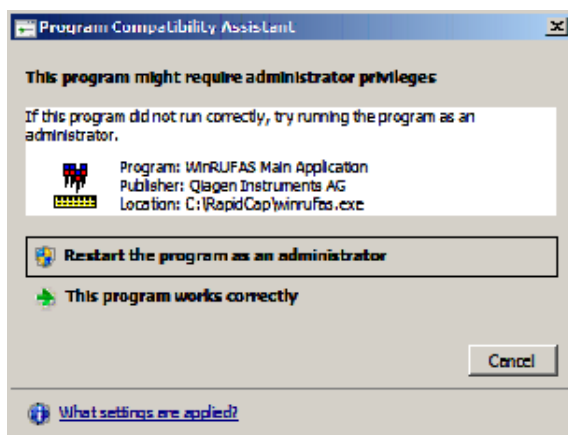 Program Compatibility Assistant
This program might require administrator privileges
If this program did not run correctly, try running the program as an
administrator.
Program: WinRUFAS Main Application
Publisher: Qiagen Instruments AG
Location: C:\RapidCap\winrufas.exe
Restart the program as an administrator
This program works correctly
Cancel
What settings are applied?